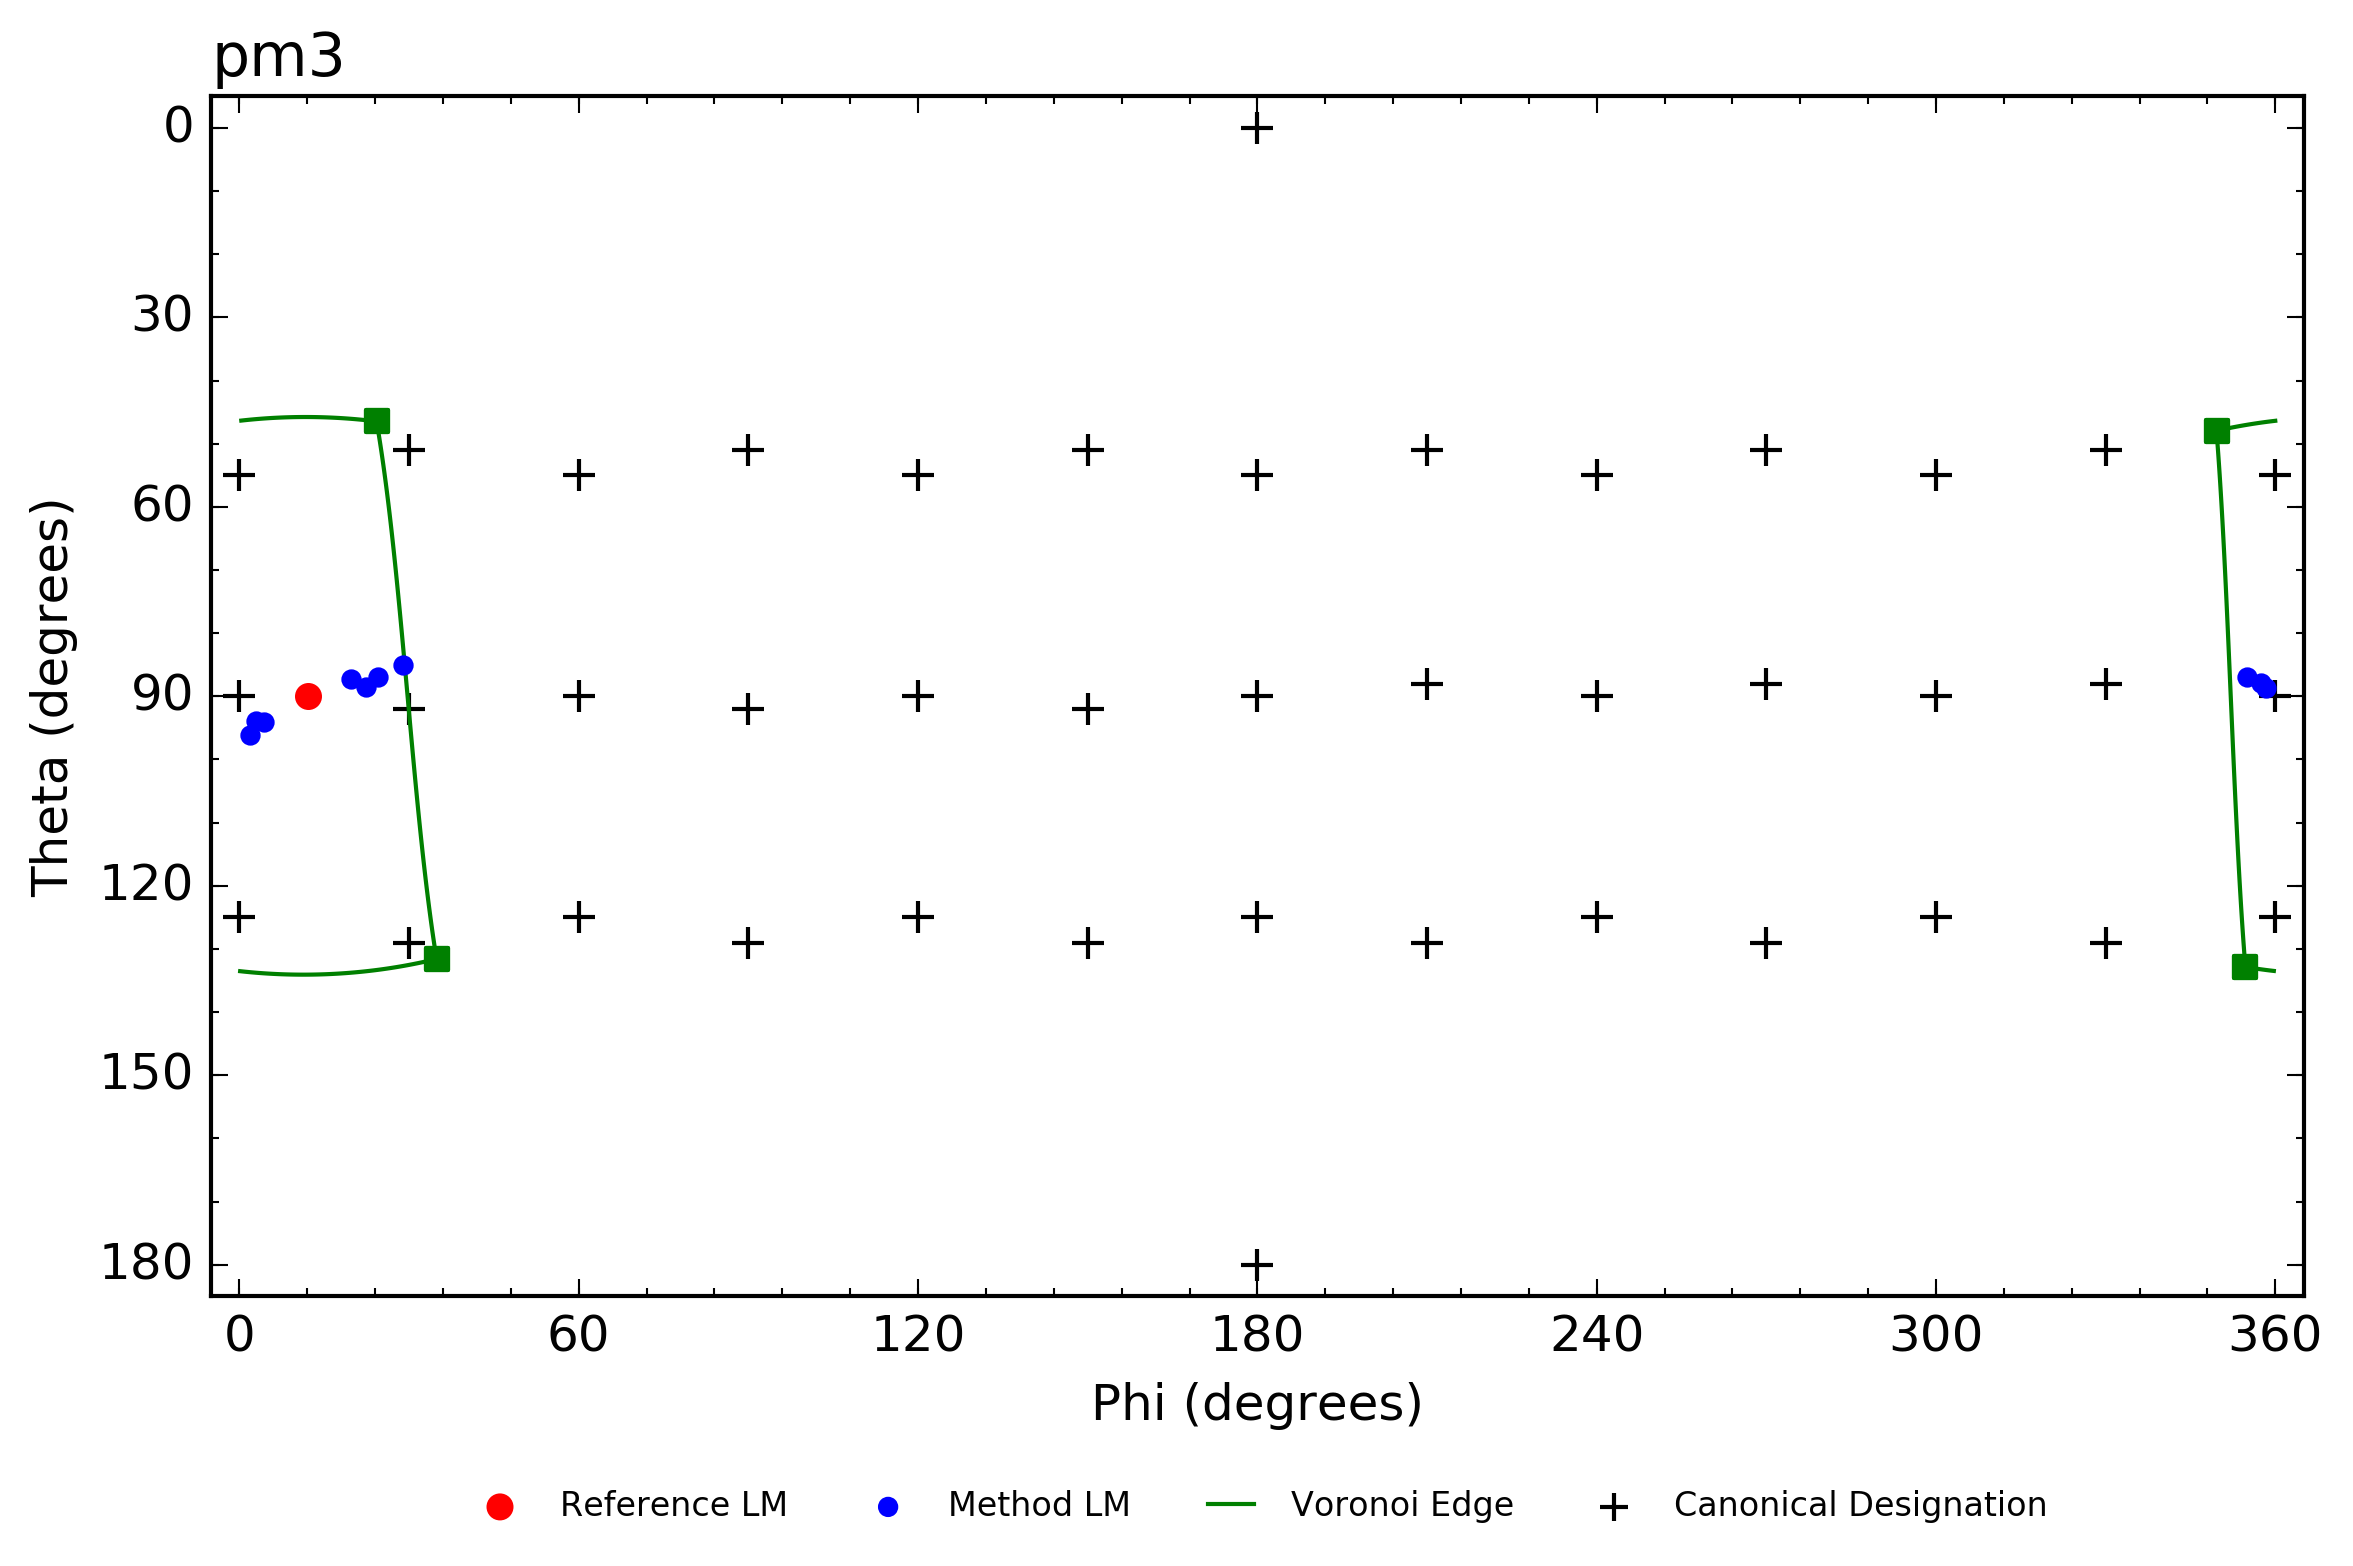 pm3
0
30
60
90
120
150
180
Theta (degrees)
0 60 120 180 240 300 360
Phi (degrees)
Reference LM Method LM Voronoi Edge Canonical Designation